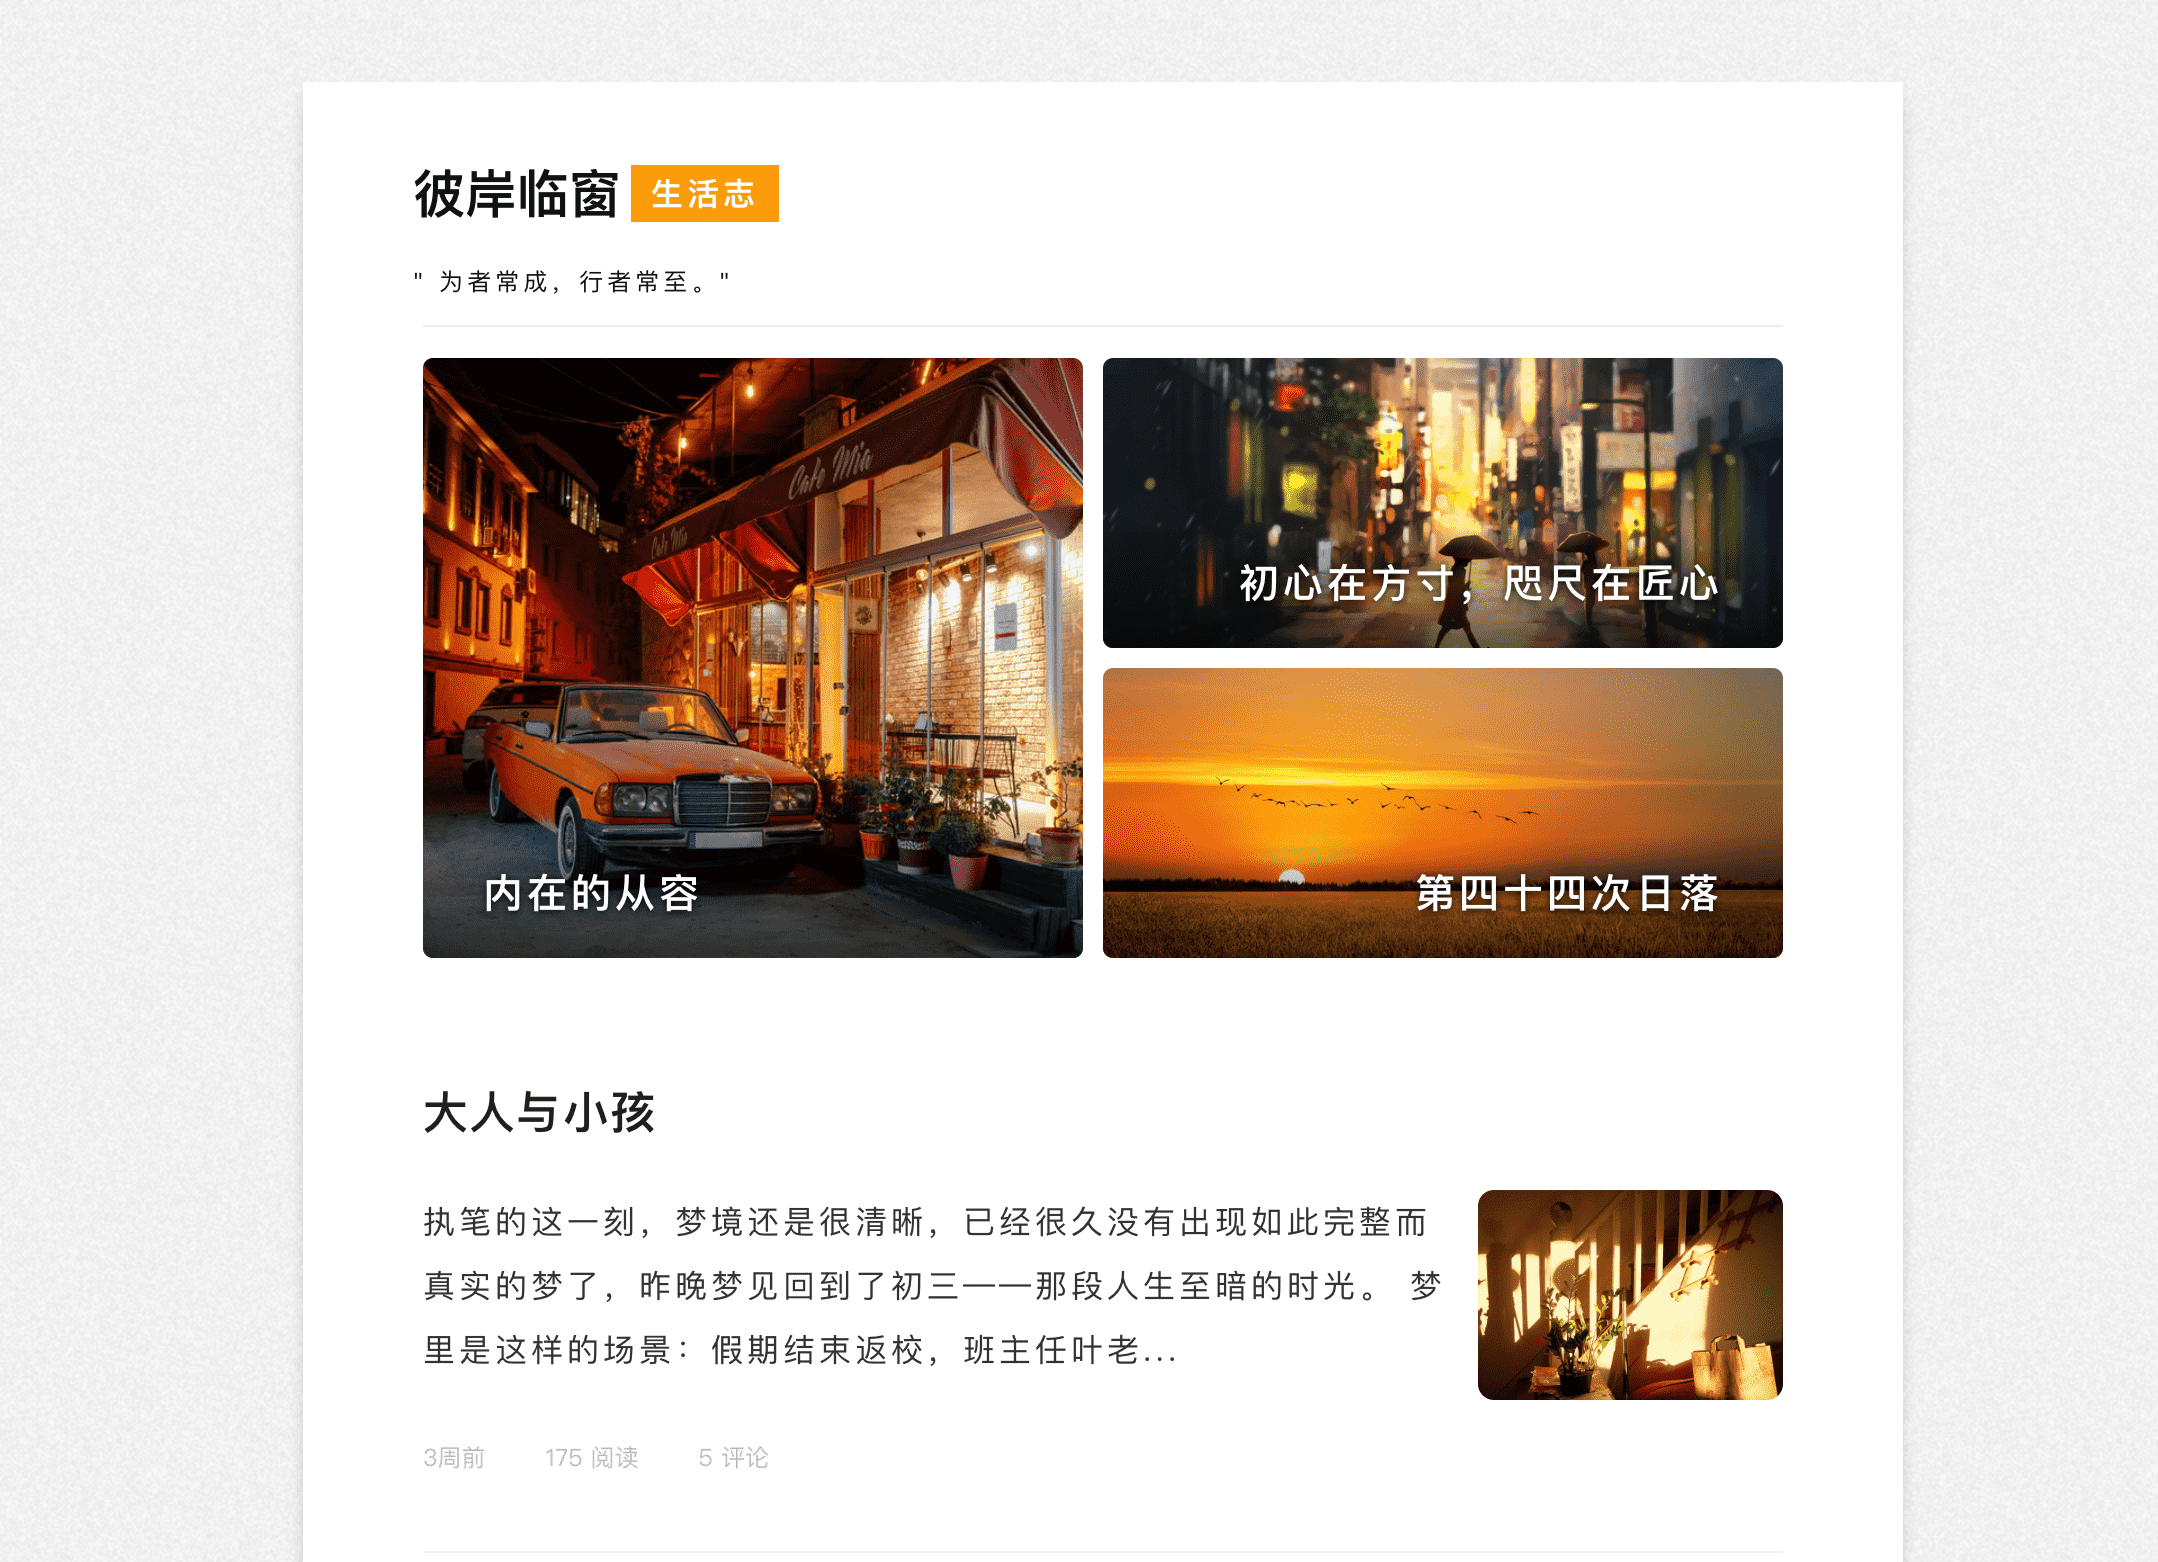 彼岸临窗 生活志
" 为者常成，行者常至。"
Cafe Mia
Cafe Mia
内在的从容
初心在方寸，咫尺在匠心
第四十四次日落
大人与小孩
执笔的这一刻，梦境还是很清晰，已经很久没有出现如此完整而
真实的梦了，昨晚梦见回到了初三——那段人生至暗的时光。 梦
里是这样的场景：假期结束返校，班主任叶老...
3周前 175 阅读 5 评论